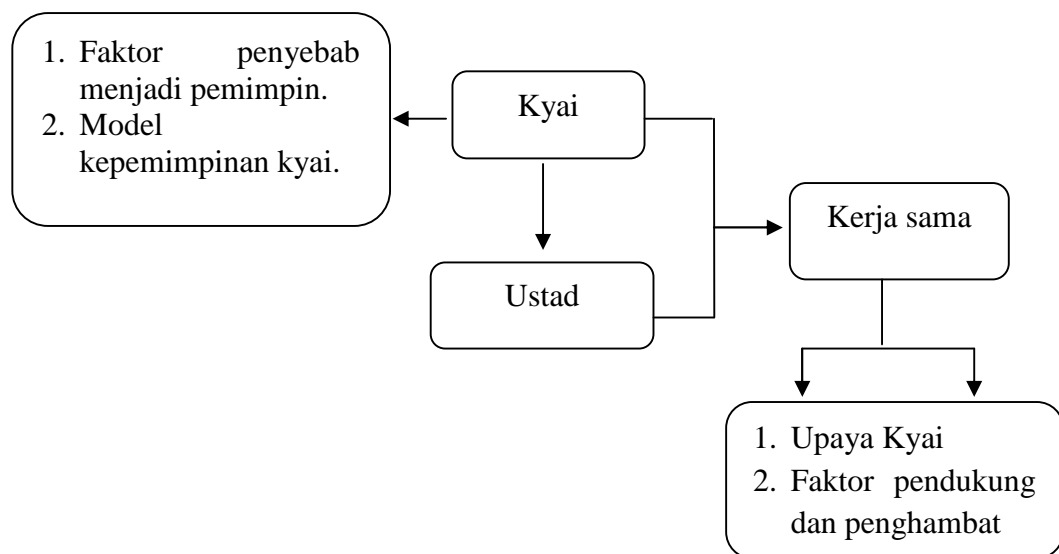 1. Faktor penyebab
menjadi pemimpin.
2. Model
kepemimpinan kyai.
Kyai
Kerja sama
Ustad
1. Upaya Kyai
2. Faktor pendukung
dan penghambat